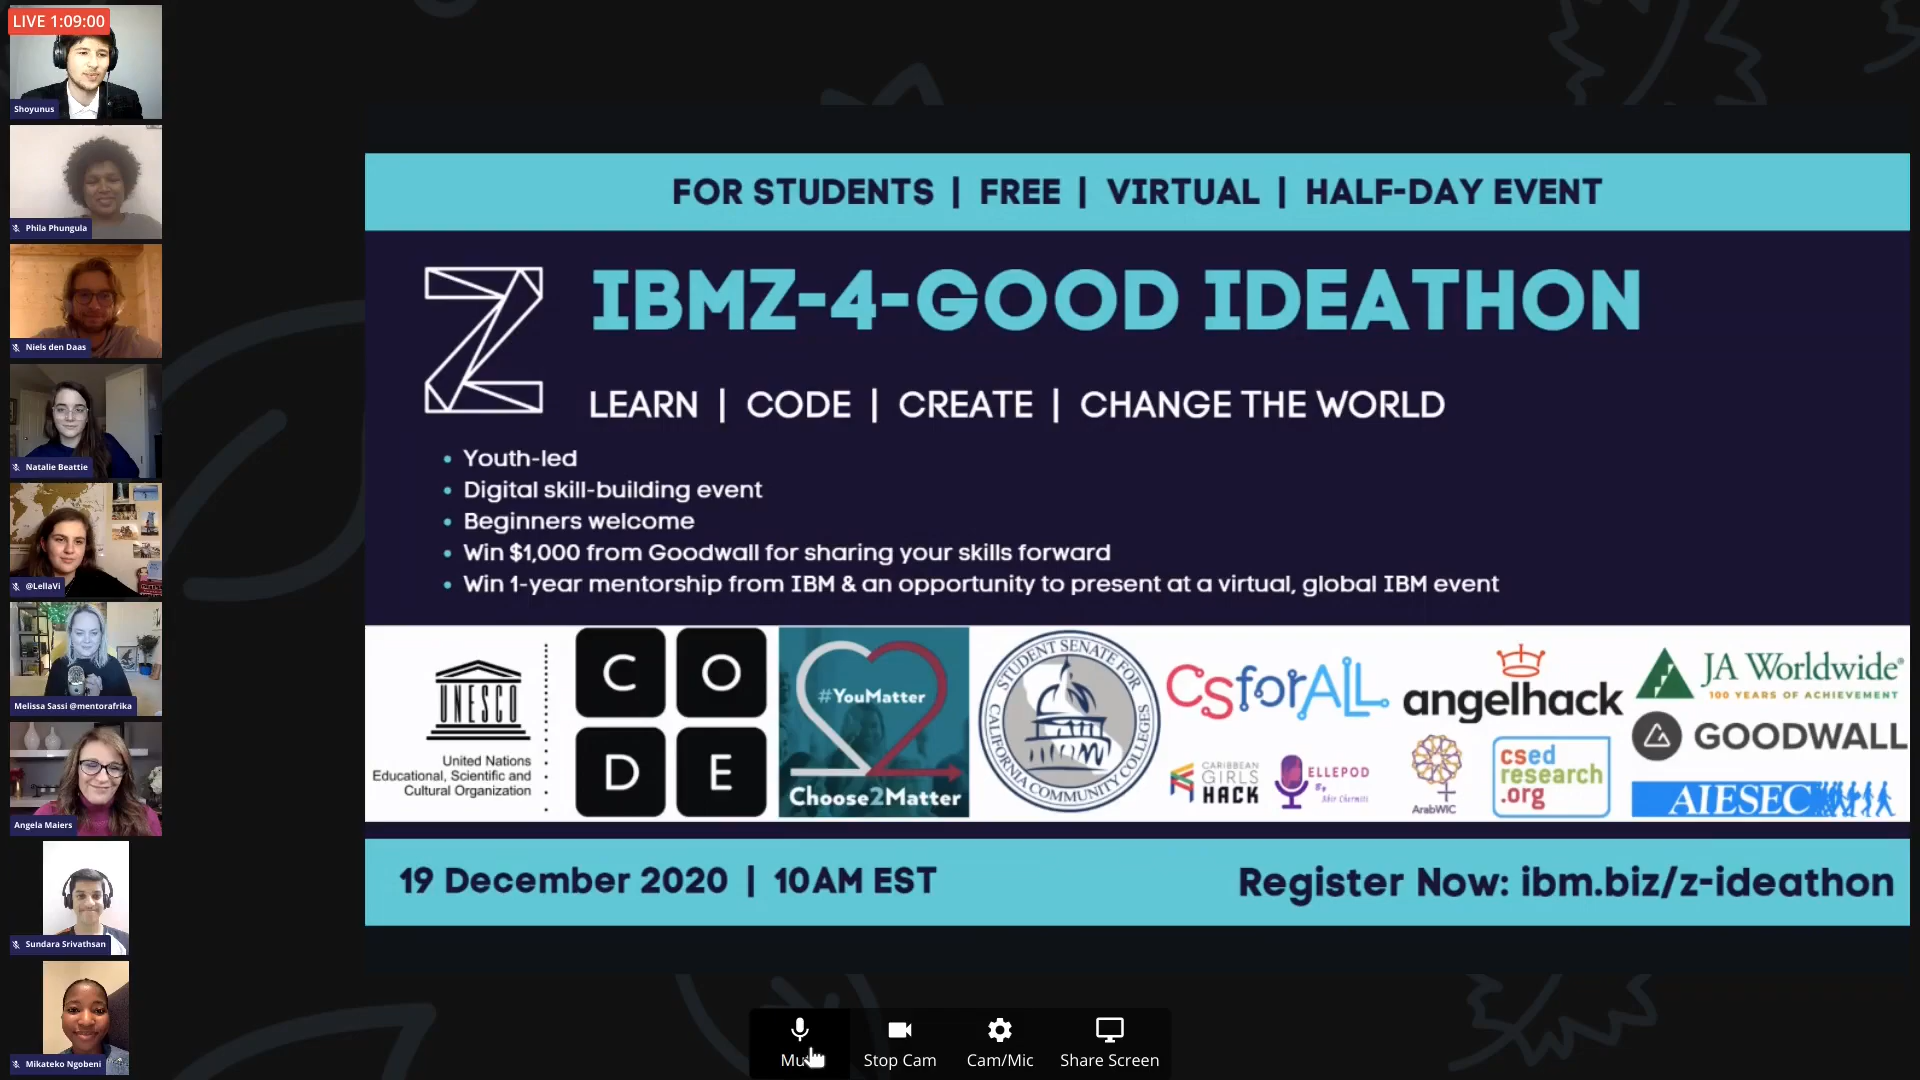 LIVE 1:09:00
Shoyunus
Phila Phungula
Niels den Daas
Natalie Beattie
@LellaVi
Melissa Sassi @mentorafrika
Angela Maiers
Sundara Srivathsan
Mikateko Ngobeni
FOR STUDENTS | FREE | VIRTUAL | HALF-DAY EVENT
Z
IBMZ-4-GOOD IDEATHON
LEARN | CODE | CREATE | CHANGE THE WORLD
• Youth-led
• Digital skill-building event
• Beginners welcome
• Win $1,000 from Goodwall for sharing your skills forward
• Win 1-year mentorship from IBM & an opportunity to present at a virtual, global IBM event
UNESCO
United Nations
Educational, Scientific and
Cultural Organization
C O
D E
#YouMatter
Choose2Matter
STUDENT SENATE FOR
CALIFORNIA COMMUNITY COLLEGES
CSforALL
CARIBBEAN
GIRLS
HACK
ELLEPOD
By
angelhack
ArabWIC
csed
research
.org
JA Worldwide®
100 YEARS OF ACHIEVEMENT
GOODWALL
AIESEC
19 December 2020 | 10AM EST
Register Now: ibm.biz/z-ideathon
Stop Cam
Cam/Mic
Share Screen